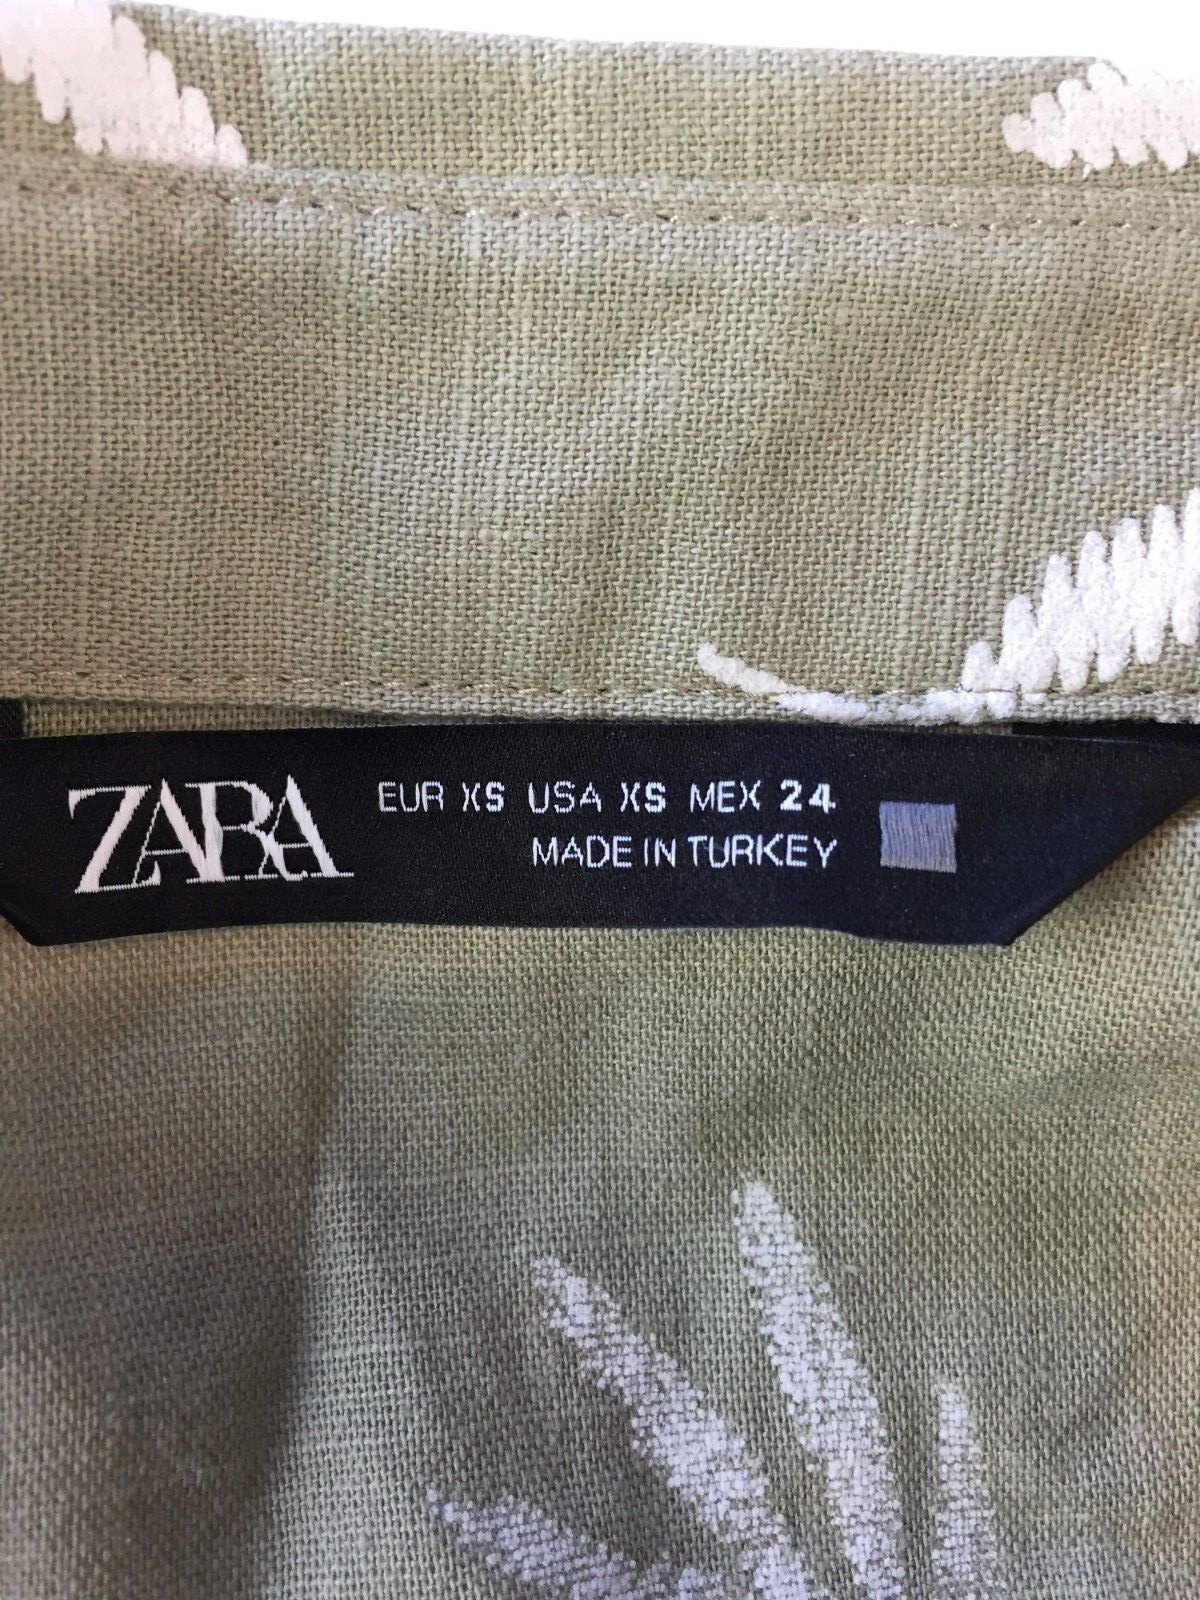 ZARA
EUR XS USA XS MEX 24
MADE IN TURKEY